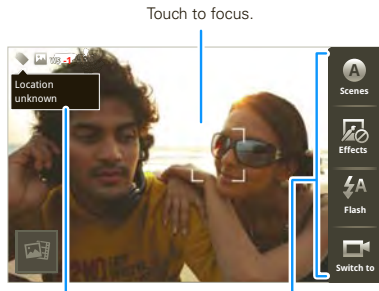 Touch to focus.
Location
unknown
A
Scenes
Effects
A
Flash
Switch to